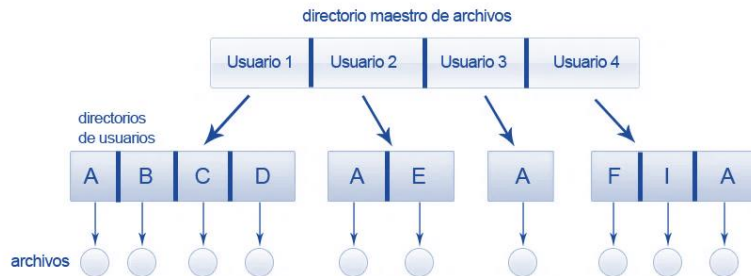 directorio maestro de archivos
Usuario 1 Usuario 2 Usuario 3 Usuario 4
directorios
de usuarios
A B C D A E A F I A
archivos